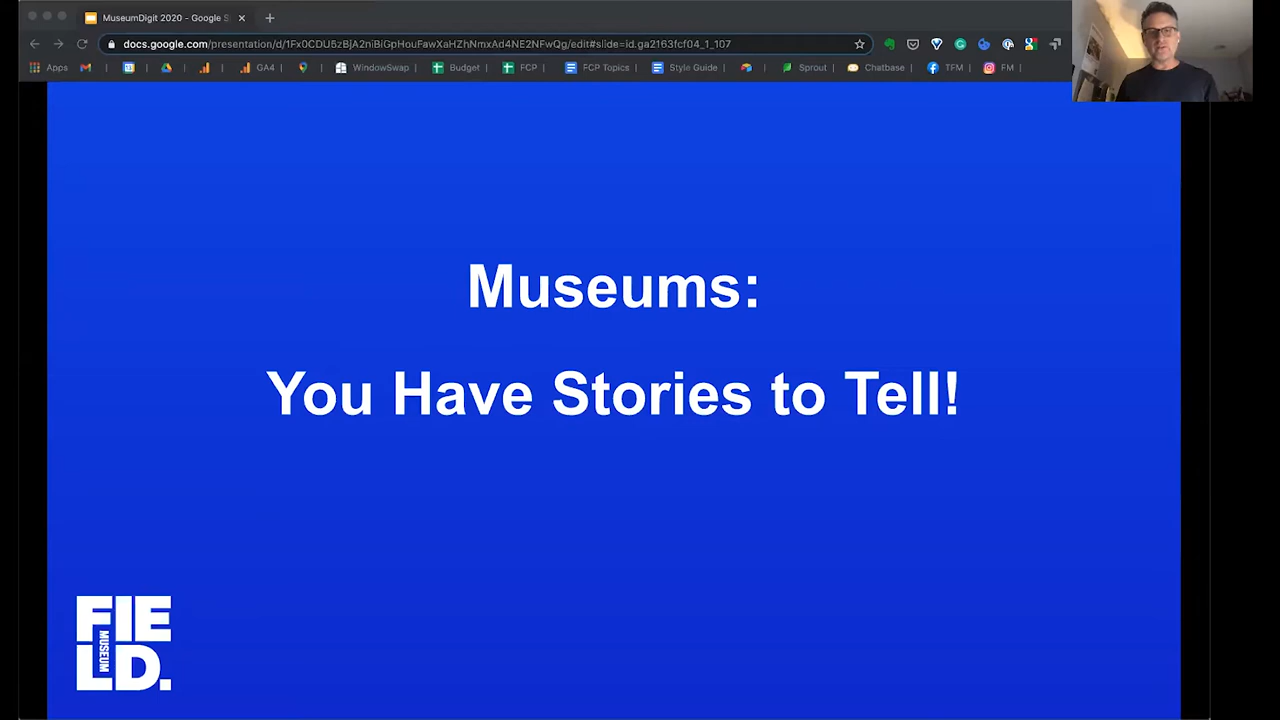 MuseumDigit 2020 - Google S
docs.google.com/presentation/d/1Fx0CDU5zBjA2niBiGpHouFawXaHZhNmxAd4NE2NFwQg/edit#slide=id.ga2163fcf04_1_107
Apps GA4 WindowSwap Budget FCP FCP Topics Style Guide Sprout Chatbase TFM FM
Museums:
You Have Stories to Tell!
FIE
LD.
MUSEUM